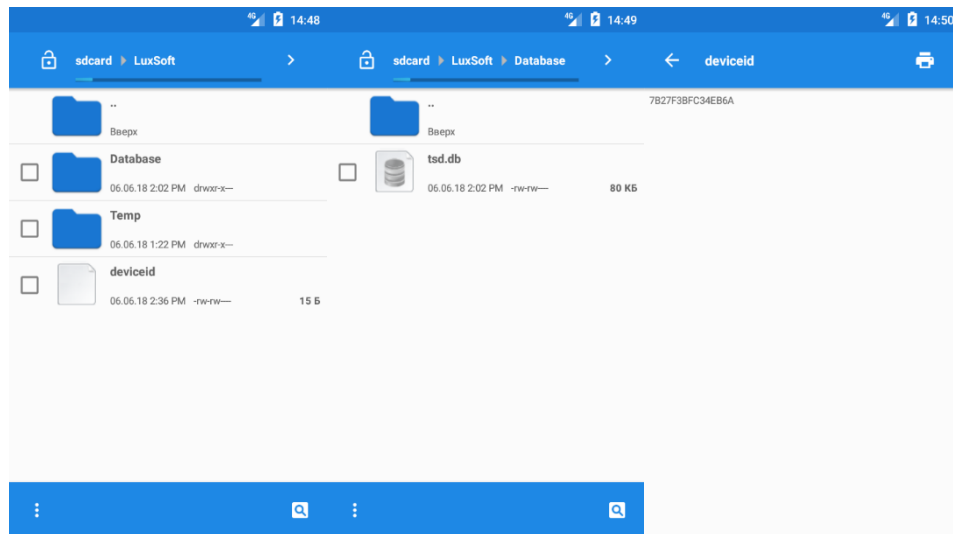 4G 14:48
sdcard LuxSoft
..
Вверх
Database
06.06.18 2:02 PM drwxr-x---
Temp
06.06.18 1:22 PM drwxr-x---
deviceid
06.06.18 2:36 PM -rw-rw---- 15 Б
4G 14:49
sdcard LuxSoft Database
..
Вверх
tsd.db
06.06.18 2:02 PM -rw-rw---- 80 КБ
4G 14:50
deviceid
7B27F3BFC34EB6A